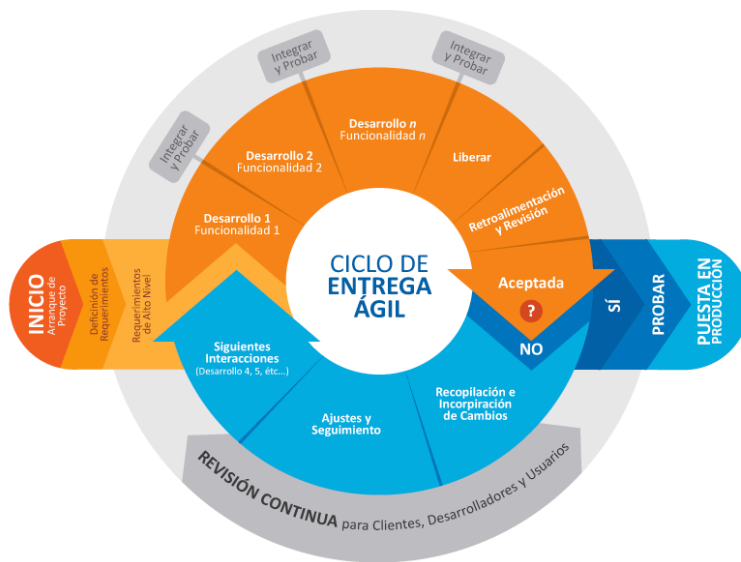 CICLO DE
ENTREGA
ÁGIL
INICIO
Arranque de
Proyecto
Deficinión de
Requerimientos
Requerimientos
de Alto Nivel
Desarrollo 1
Funcionalidad 1
Integrar
y Probar
Desarrollo 2
Funcionalidad 2
Integrar
y Probar
Desarrollo n
Funcionalidad n
Integrar
y Probar
Liberar
Retroalimentación
y Revisión
Aceptada
?
SÍ
PROBAR
PUESTA EN
PRODUCCIÓN
NO
Recopilación e
Incorpiración
de Cambios
Ajustes y
Seguimiento
Siguientes
Interacciones
(Desarrollo 4, 5, étc...)
REVISIÓN CONTINUA para Clientes, Desarrolladores y Usuarios